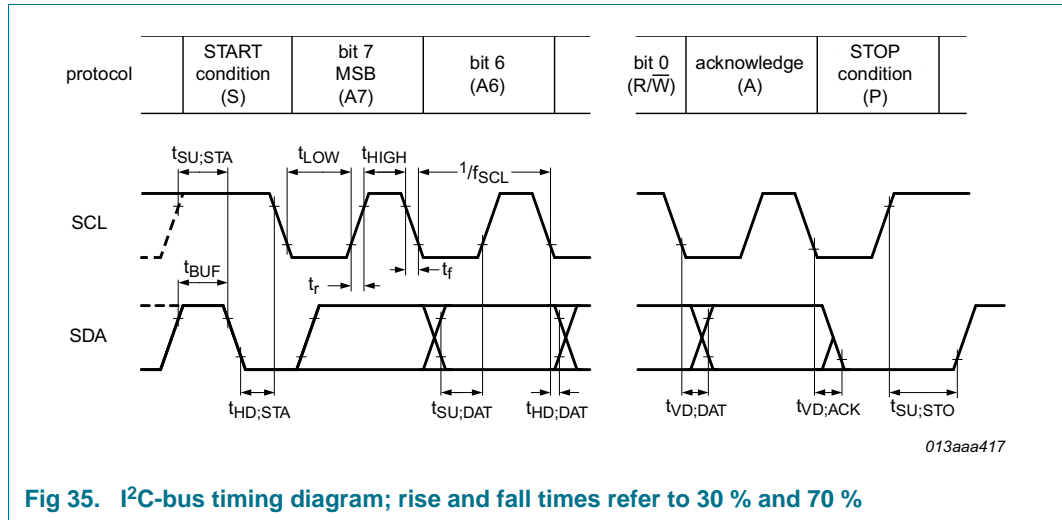 protocol
START condition (S)
bit 7 MSB (A7)
bit 6 (A6)
bit 0 (R/W̅)
acknowledge (A)
STOP condition (P)
tSU;STA
tLOW
tHIGH
1/fSCL
SCL
tBUF
tr
tf
SDA
tHD;STA
tSU;DAT
tHD;DAT
tVD;DAT
tVD;ACK
tSU;STO
013aaa417
Fig 35. I²C-bus timing diagram; rise and fall times refer to 30 % and 70 %